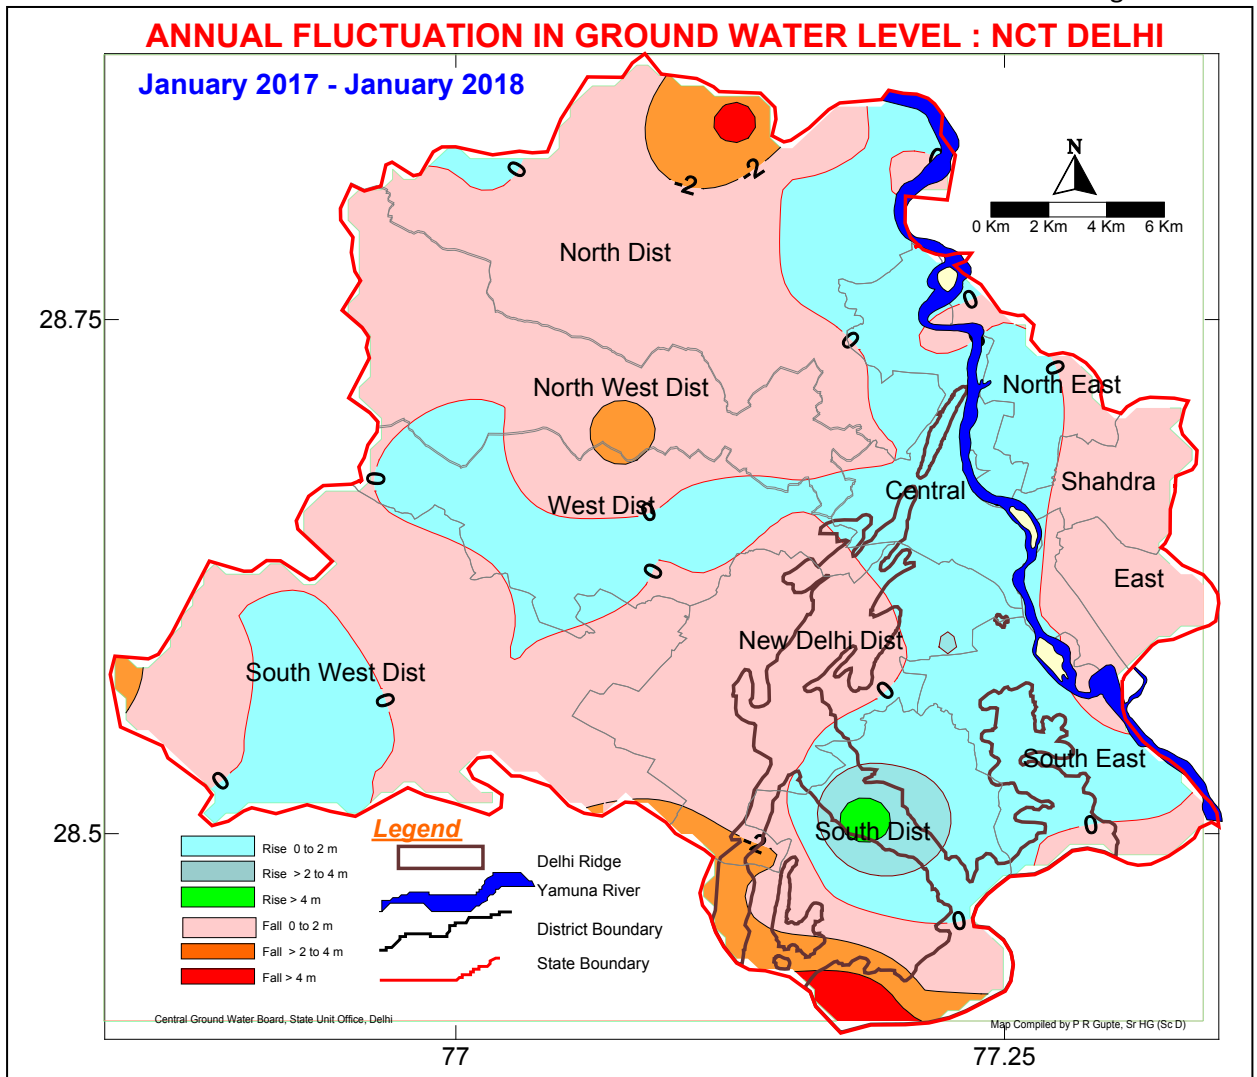 ANNUAL FLUCTUATION IN GROUND WATER LEVEL : NCT DELHI
January 2017 - January 2018
N
0 Km 2 Km 4 Km 6 Km
0
-2
-2
0
North Dist
0
28.75
0
0
North West Dist
North East
0
West Dist
0
Central
Shahdra
0
East
New Delhi Dist
South West Dist
0
0
South East
0
28.5
-2
South Dist
0
0
Legend
Rise 0 to 2 m
Rise > 2 to 4 m
Rise > 4 m
Fall 0 to 2 m
Fall > 2 to 4 m
Fall > 4 m
Delhi Ridge
Yamuna River
District Boundary
State Boundary
Central Ground Water Board, State Unit Office, Delhi
Map Compiled by P R Gupte, Sr HG (Sc D)
77
77.25